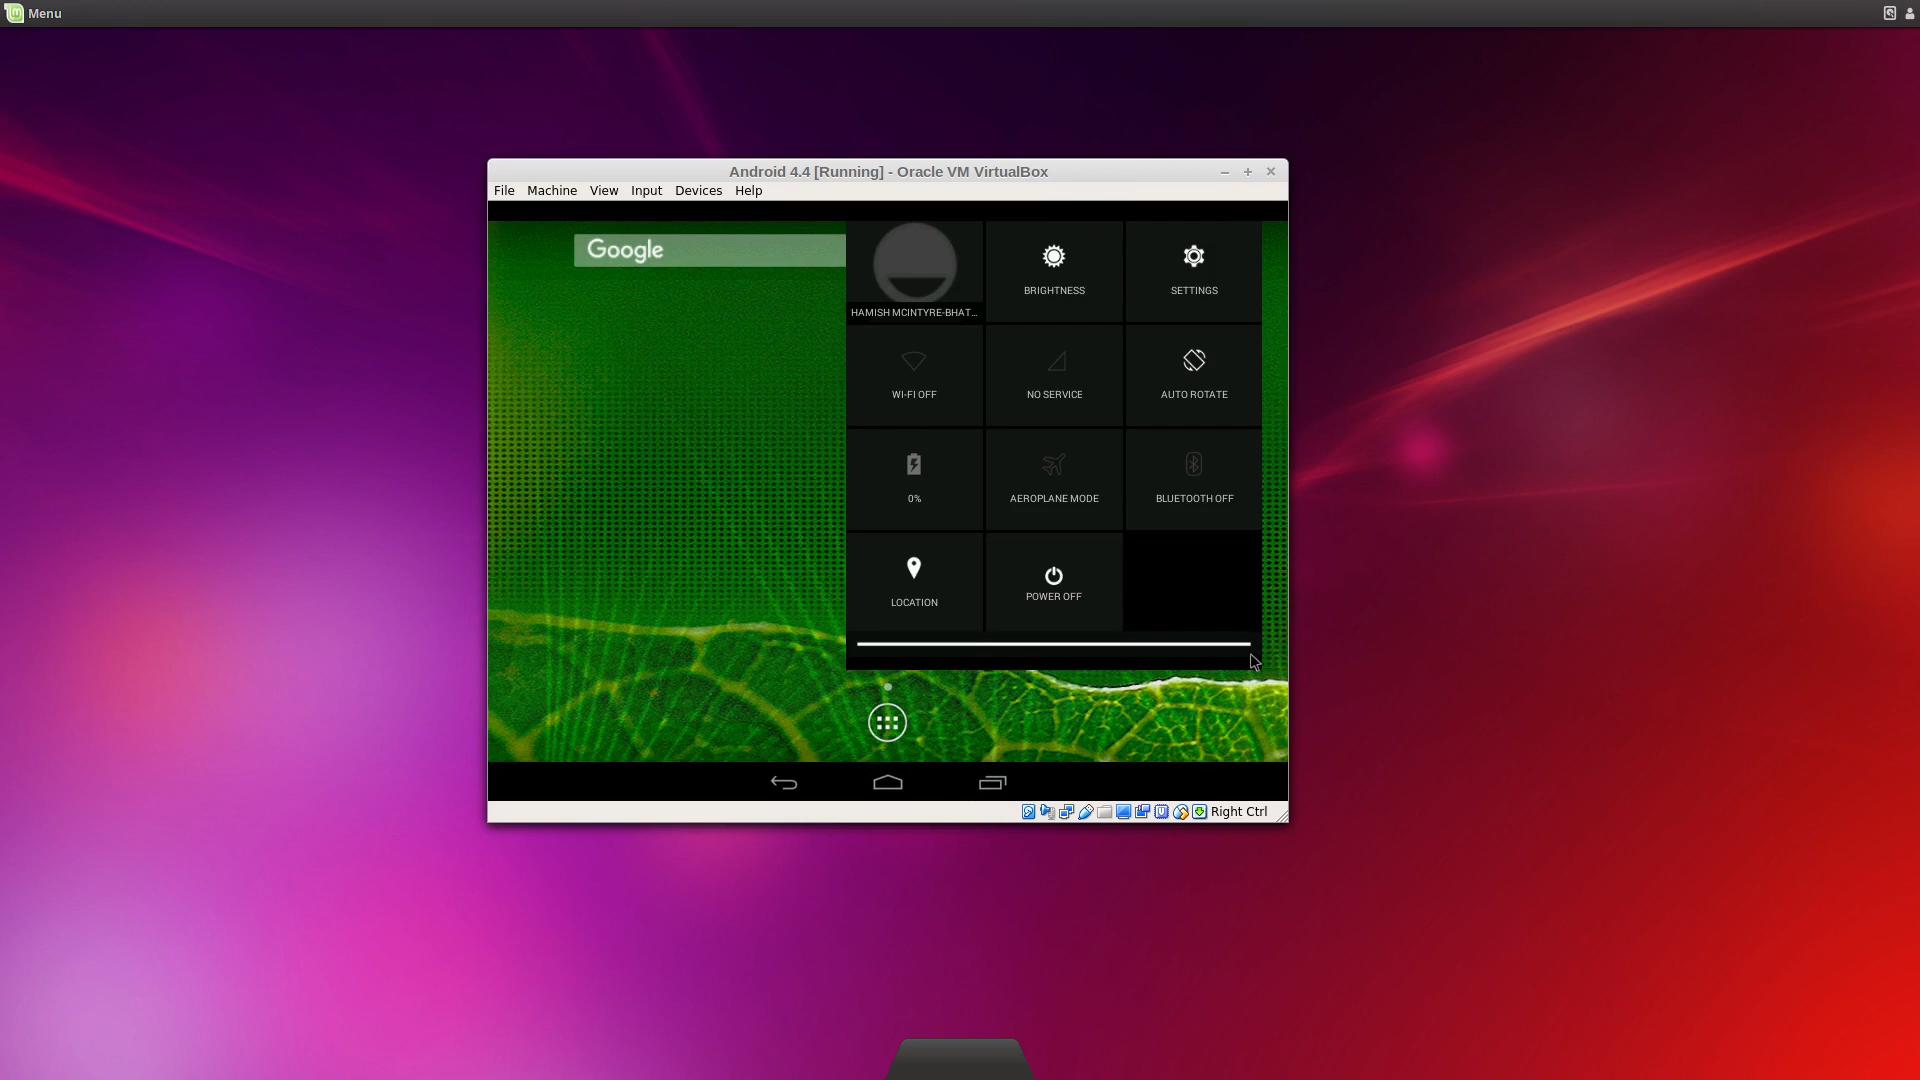 Menu
Android 4.4 [Running] - Oracle VM VirtualBox
File Machine View Input Devices Help
Google
HAMISH MCINTYRE-BHAT...
BRIGHTNESS
SETTINGS
WI-FI OFF
NO SERVICE
AUTO ROTATE
0%
AEROPLANE MODE
BLUETOOTH OFF
LOCATION
POWER OFF
Right Ctrl